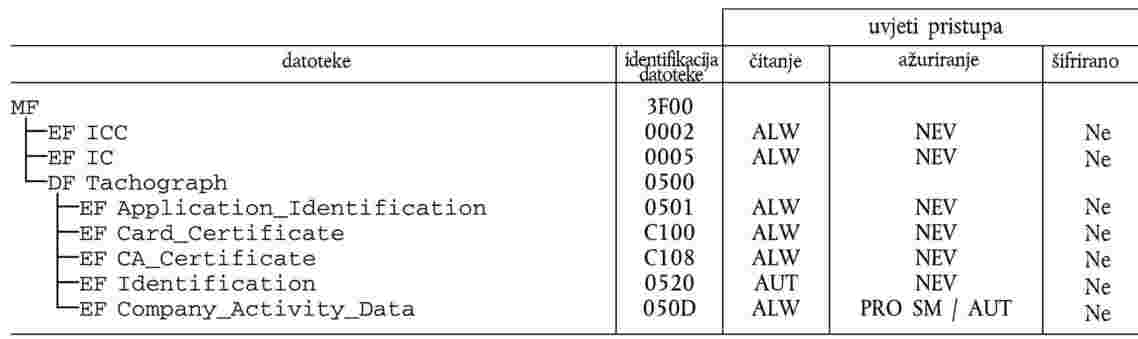 uvjeti pristupa
datoteke identifikacija datoteke čitanje ažuriranje šifrirano
MF 3F00
EF ICC 0002 ALW NEV Ne
EF IC 0005 ALW NEV Ne
DF Tachograph 0500
EF Application_Identification 0501 ALW NEV Ne
EF Card_Certificate C100 ALW NEV Ne
EF CA_Certificate C108 ALW NEV Ne
EF Identification 0520 AUT NEV Ne
EF Company_Activity_Data 050D ALW PRO SM / AUT Ne